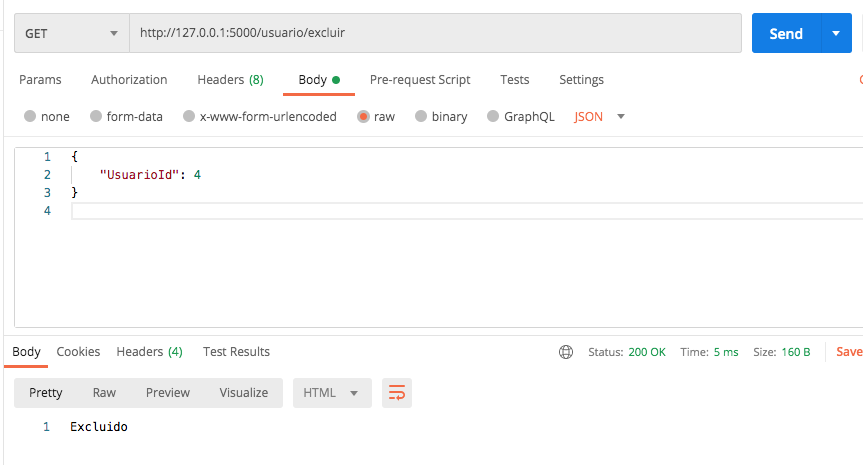 GET http://127.0.0.1:5000/usuario/excluir Send
Params Authorization Headers (8) Body Pre-request Script Tests Settings
none form-data x-www-form-urlencoded raw binary GraphQL JSON
1 {
2 "UsuarioId": 4
3 }
4
Body Cookies Headers (4) Test Results Status: 200 OK Time: 5 ms Size: 160 B Save
Pretty Raw Preview Visualize HTML
1 Excluido